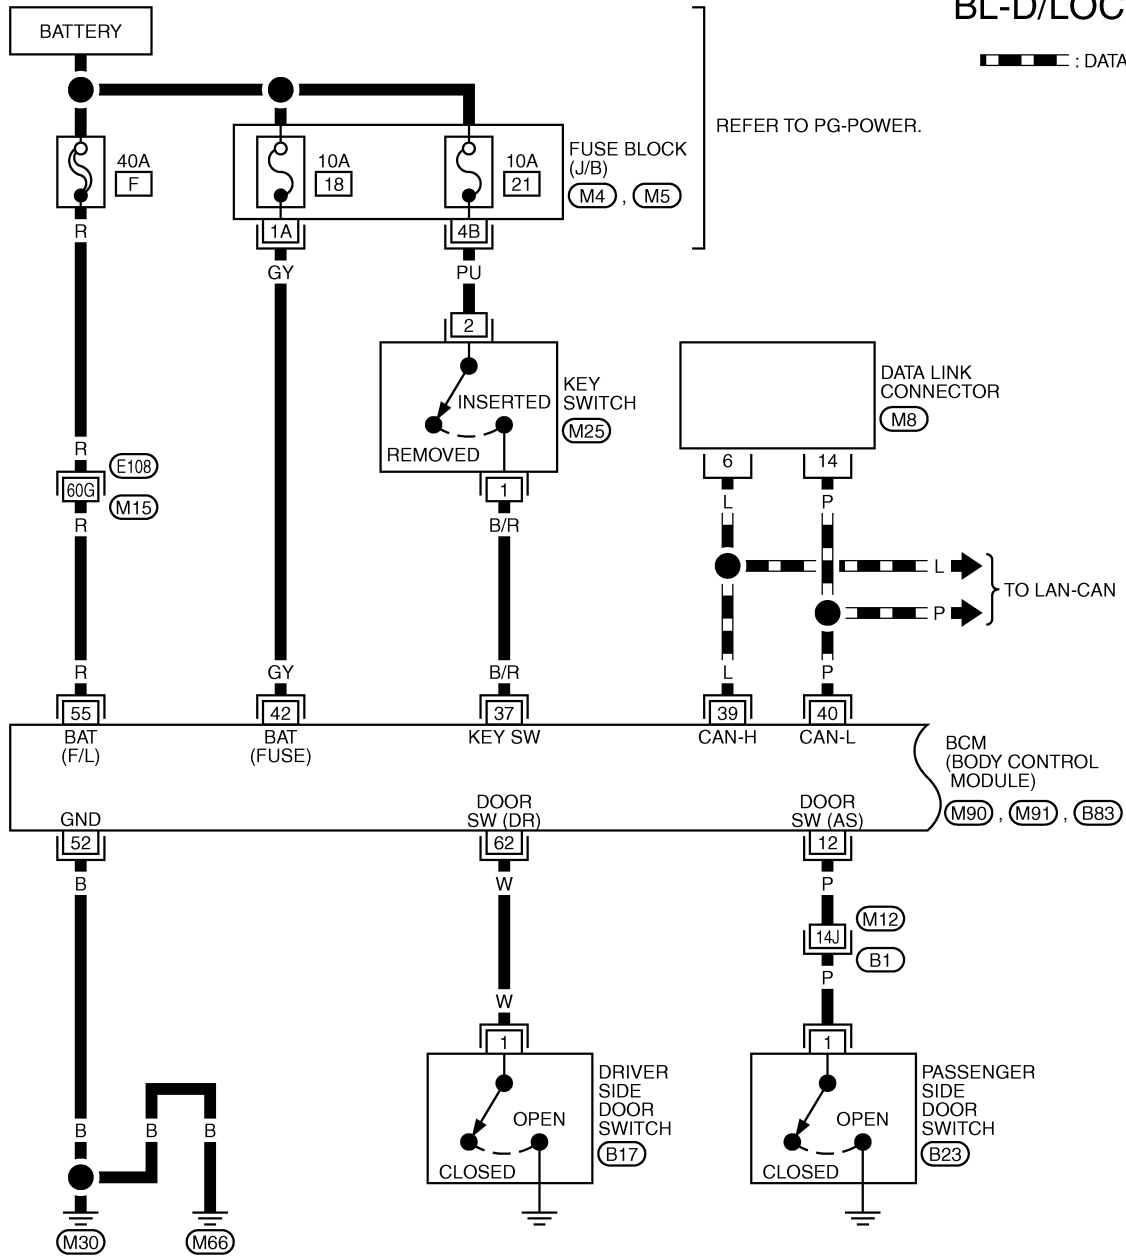 BL-D/LOC
BATTERY
: DATA
REFER TO PG-POWER.
40A
F
10A
18
10A
21
FUSE BLOCK
(J/B)
M4 , M5
R
1A
4B
GY
PU
2
INSERTED
REMOVED
KEY
SWITCH
M25
DATA LINK
CONNECTOR
M8
R
E108
60G
M15
R
1
B/R
6
14
L
P
L
P
TO LAN-CAN
R
GY
B/R
L
P
55
42
37
39
40
BAT
(F/L)
BAT
(FUSE)
KEY SW
CAN-H
CAN-L
BCM
(BODY CONTROL
MODULE)
M90 , M91 , B83
GND
DOOR
SW (DR)
DOOR
SW (AS)
52
62
12
B
W
P
M12
14J
B1
W
P
1
1
OPEN
CLOSED
DRIVER
SIDE
DOOR
SWITCH
B17
OPEN
CLOSED
PASSENGER
SIDE
DOOR
SWITCH
B23
B
B
B
M30
M66